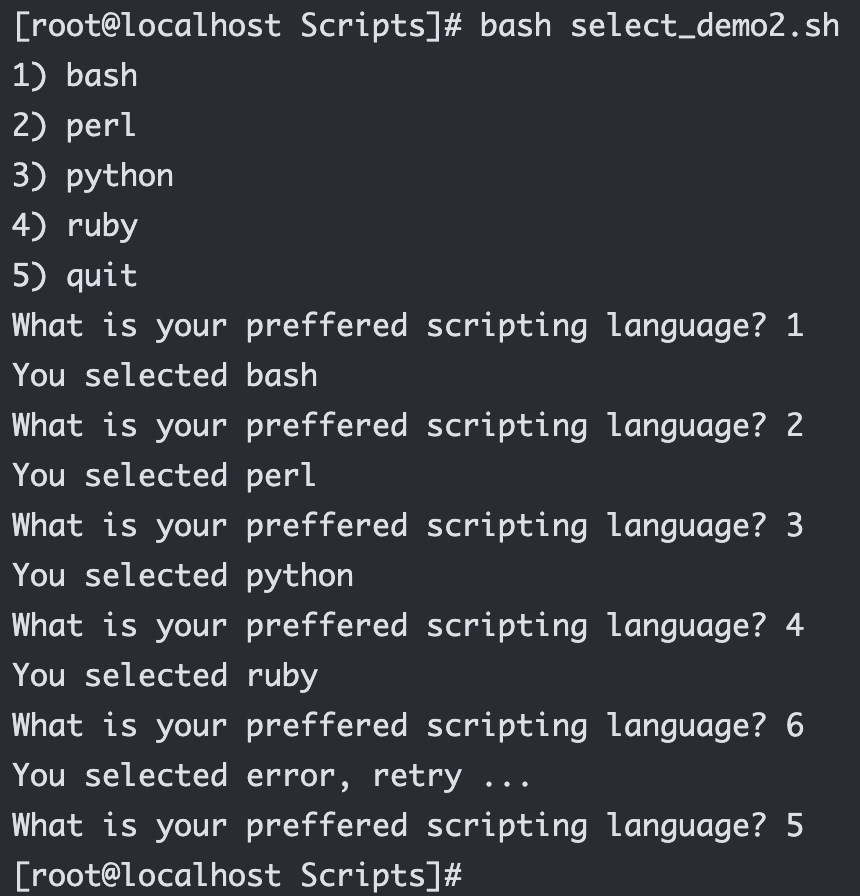 [root@localhost Scripts]# bash select_demo2.sh
1) bash
2) perl
3) python
4) ruby
5) quit
What is your preffered scripting language? 1
You selected bash
What is your preffered scripting language? 2
You selected perl
What is your preffered scripting language? 3
You selected python
What is your preffered scripting language? 4
You selected ruby
What is your preffered scripting language? 6
You selected error, retry ...
What is your preffered scripting language? 5
[root@localhost Scripts]#